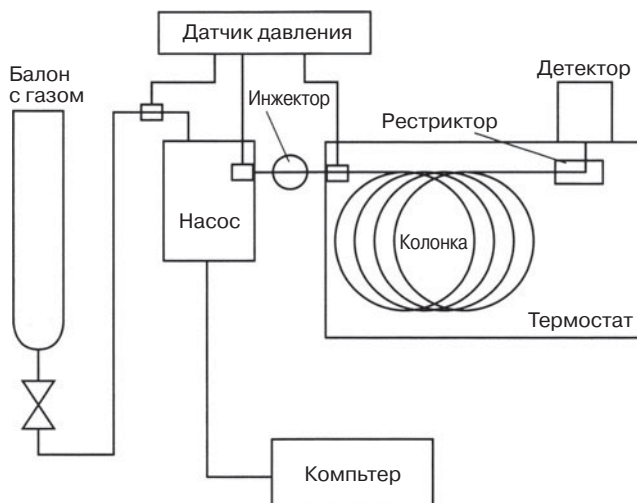 Датчик давления
Балон
с газом
Инжектор
Детектор
Рестриктор
Насос
Колонка
Термостат
Компьтер